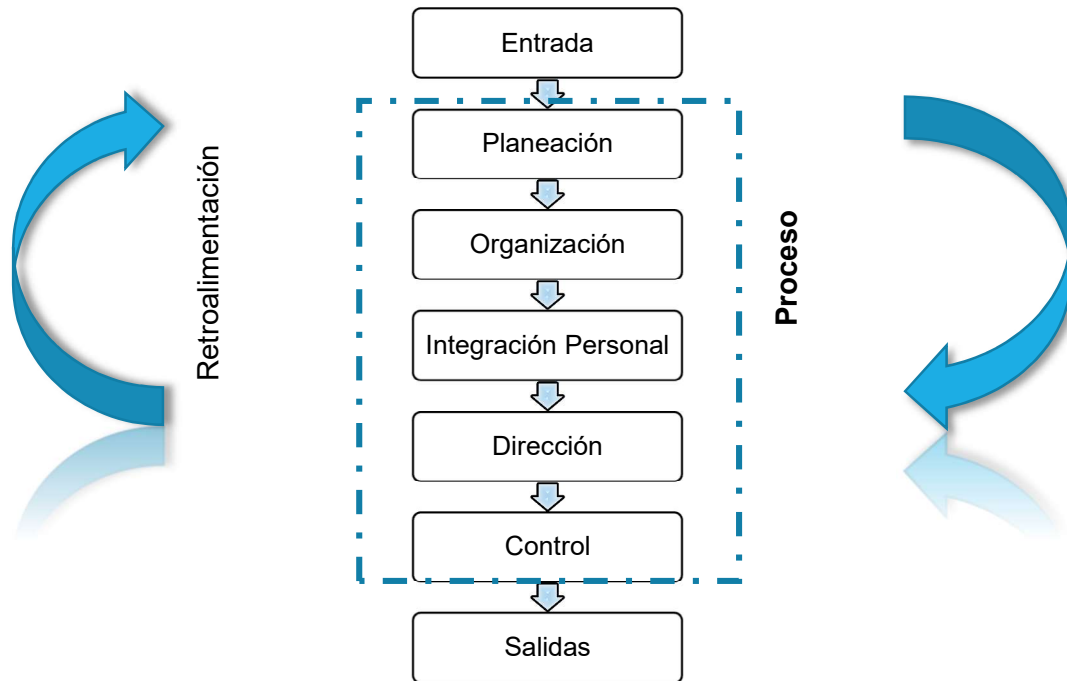 Entrada
Planeación
Organización
Integración Personal
Dirección
Control
Salidas
Retroalimentación
Proceso